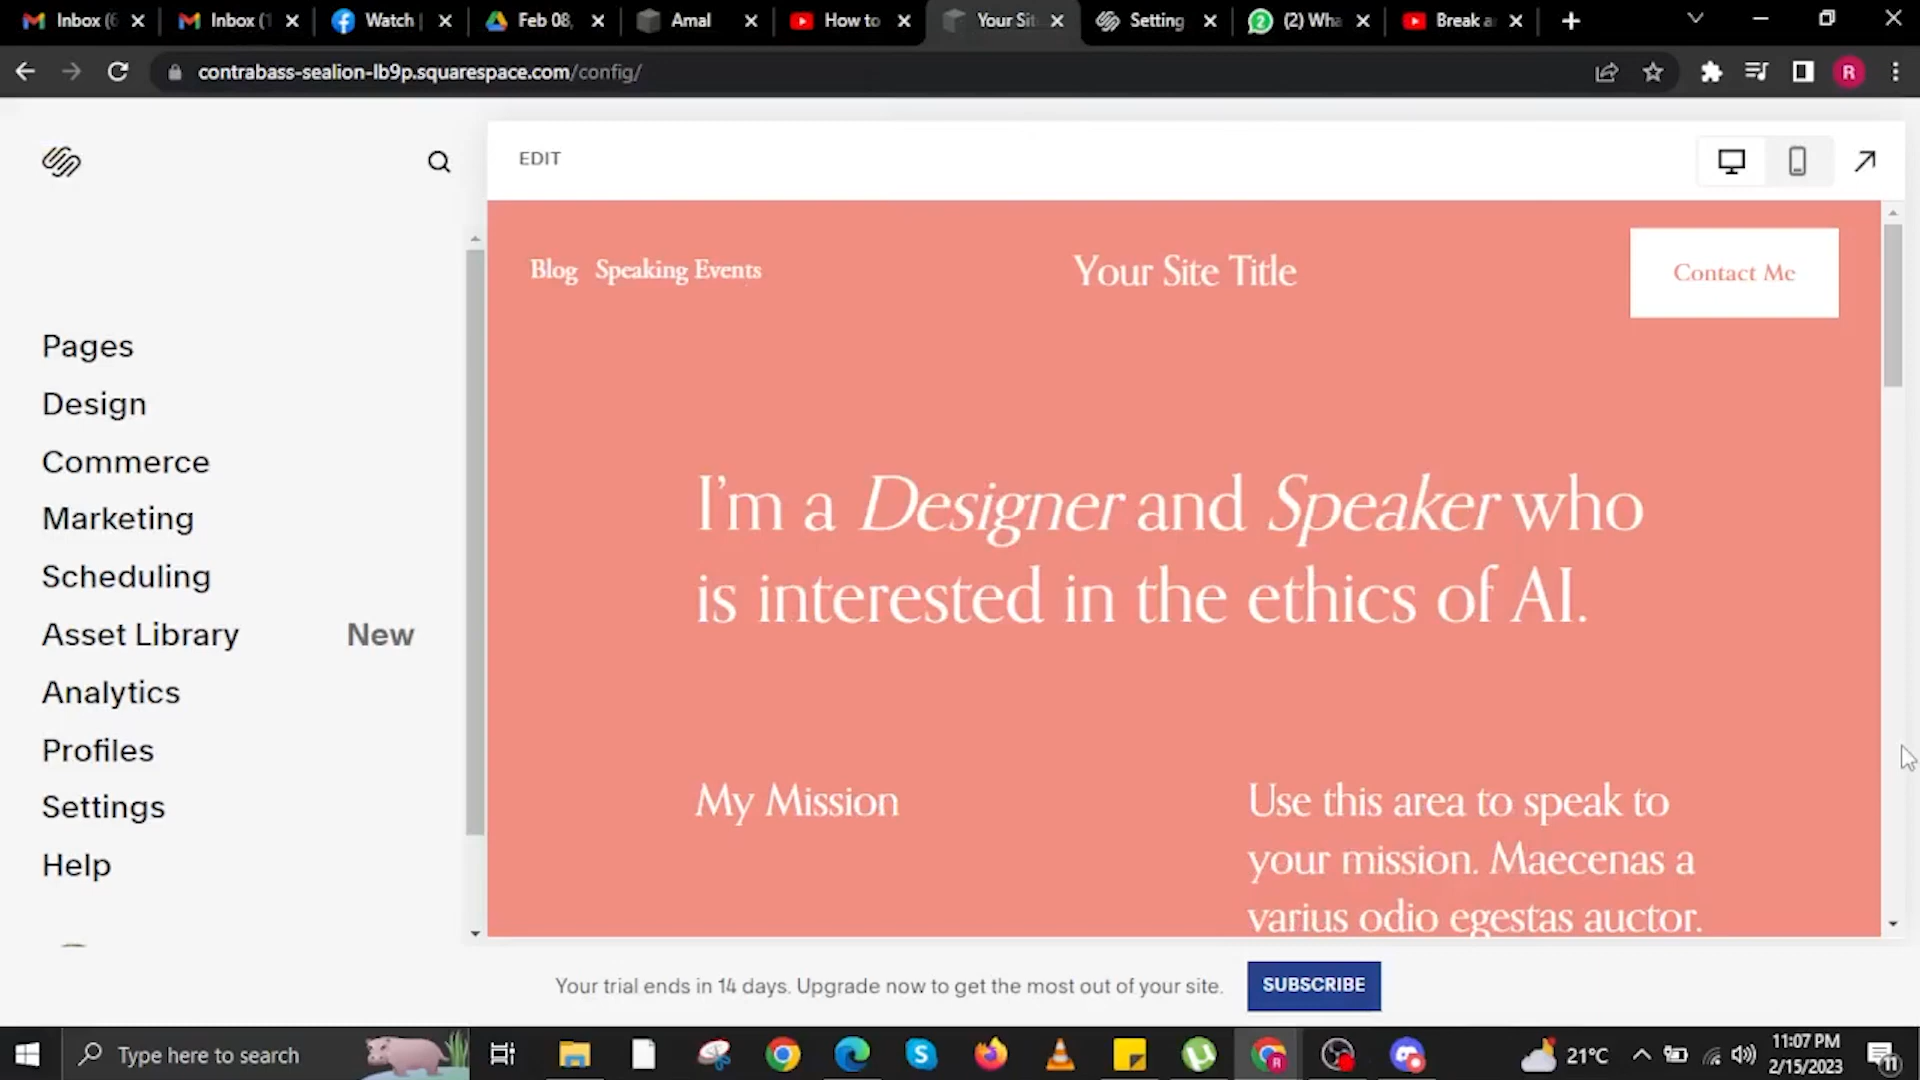 Inbox (6
Inbox (1
Watch
Feb 08,
Amal
How to
Your Sit
Setting
(2) Wha
Break a
contrabass-sealion-lb9p.squarespace.com/config/
R
EDIT
Blog Speaking Events
Your Site Title
Contact Me
Pages
Design
Commerce
Marketing
Scheduling
Asset Library New
Analytics
Profiles
Settings
Help
I'm a Designer and Speaker who
is interested in the ethics of AI.
My Mission
Use this area to speak to
your mission. Maecenas a
varius odio egestas auctor.
Your trial ends in 14 days. Upgrade now to get the most out of your site.
SUBSCRIBE
Type here to search
21°C
11:07 PM
2/15/2023
11